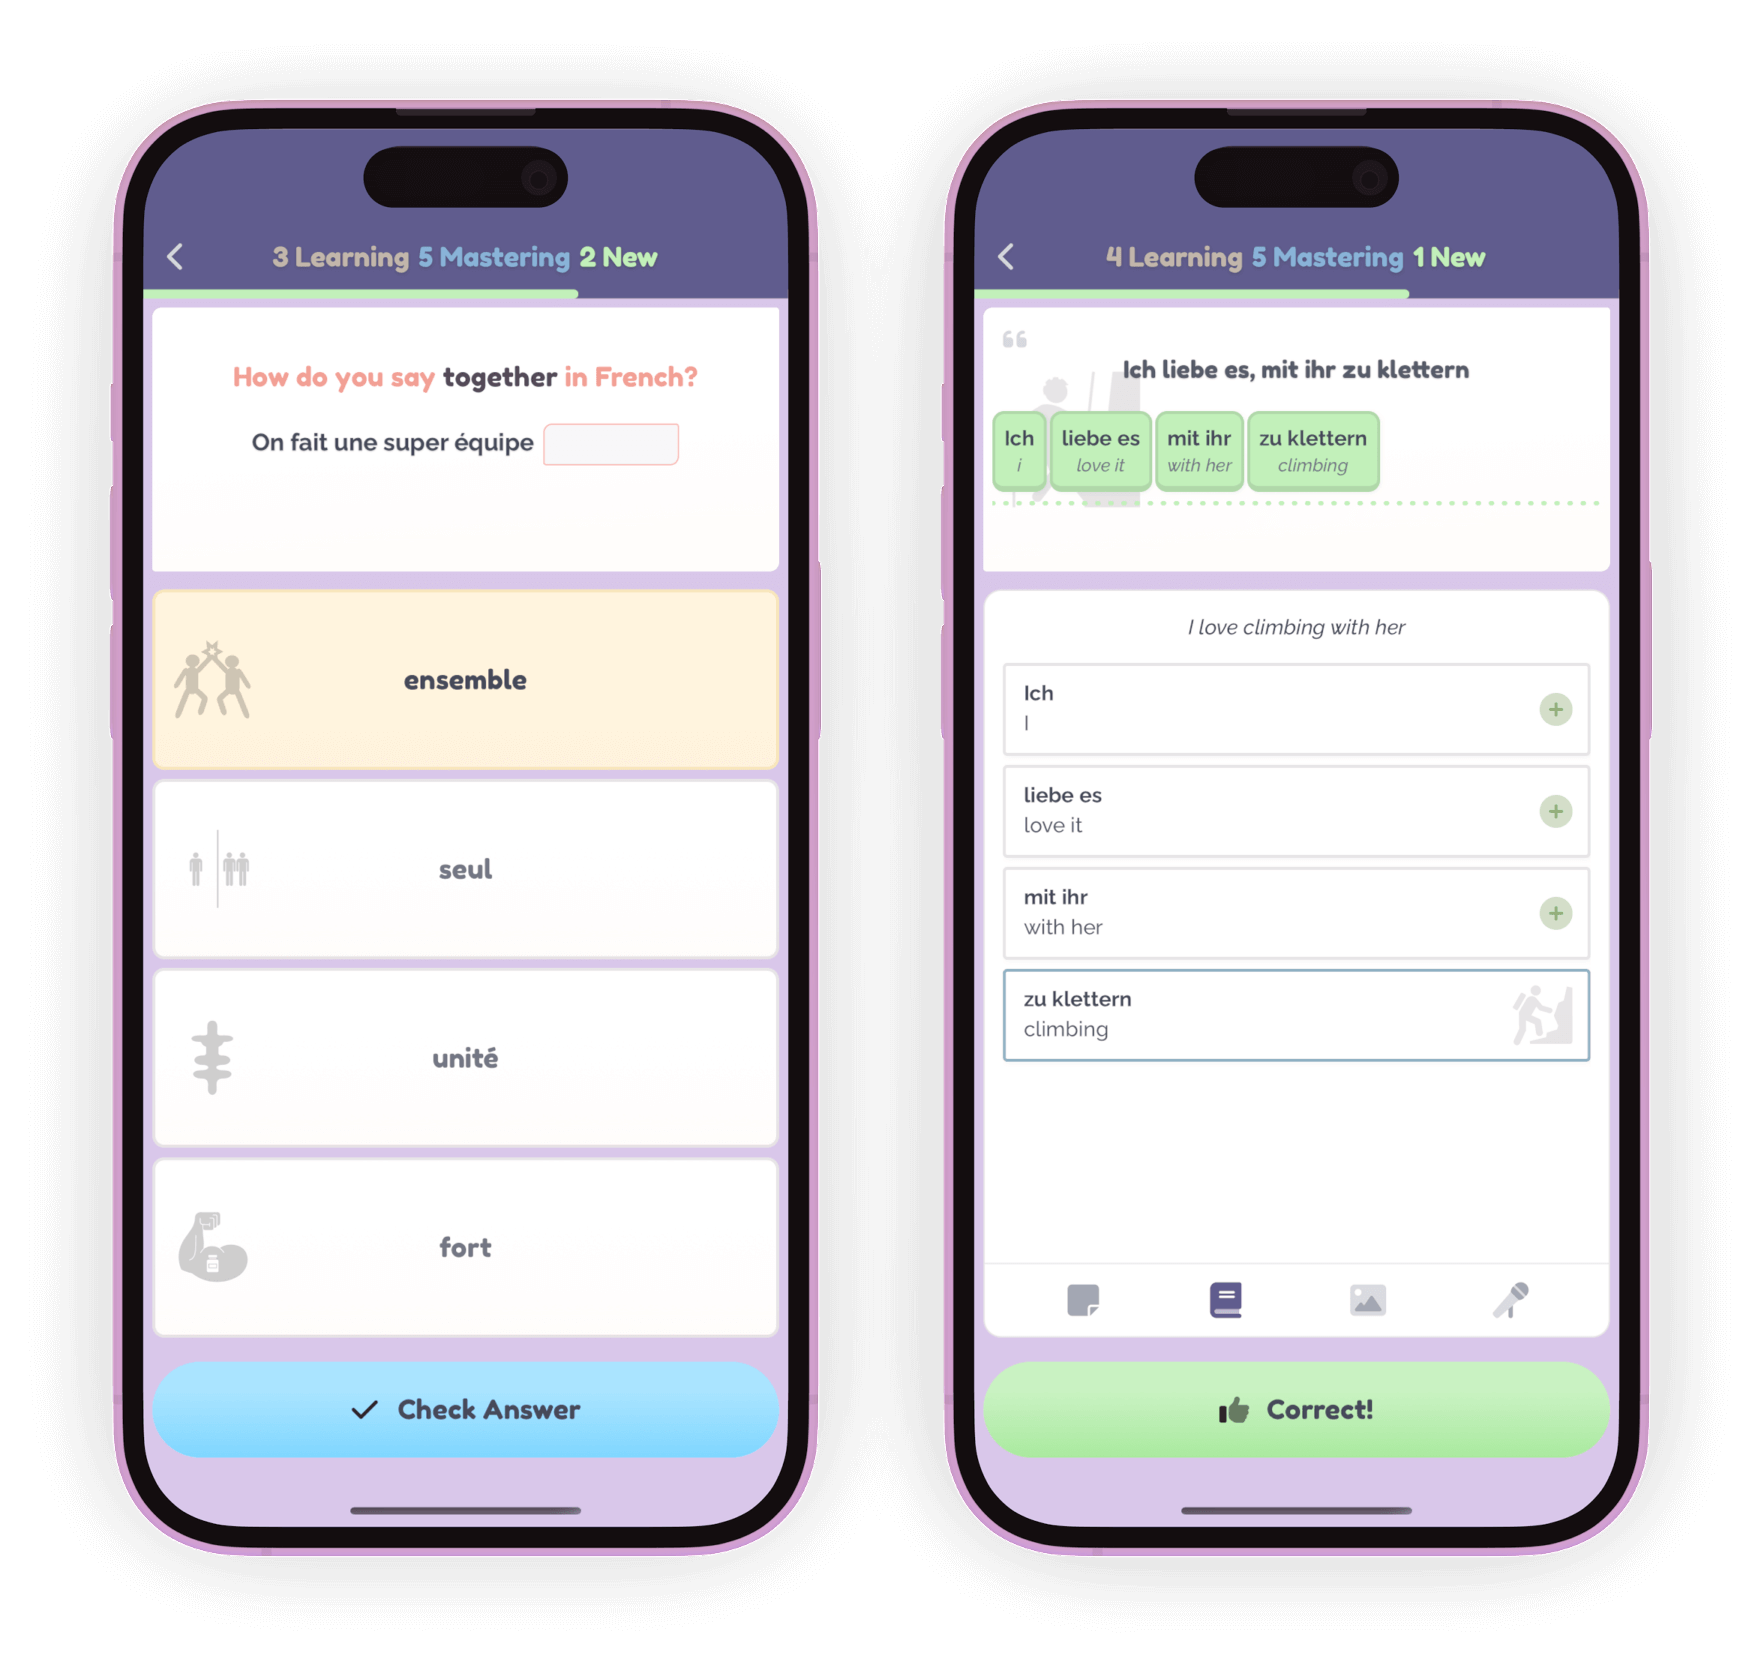 3 Learning 5 Mastering 2 New
How do you say together in French?
On fait une super équipe
ensemble
seul
unité
fort
Check Answer
4 Learning 5 Mastering 1 New
Ich liebe es, mit ihr zu klettern
Ich liebe es mit ihr zu klettern
i love it with her climbing
I love climbing with her
Ich
I
liebe es
love it
mit ihr
with her
zu klettern
climbing
Correct!